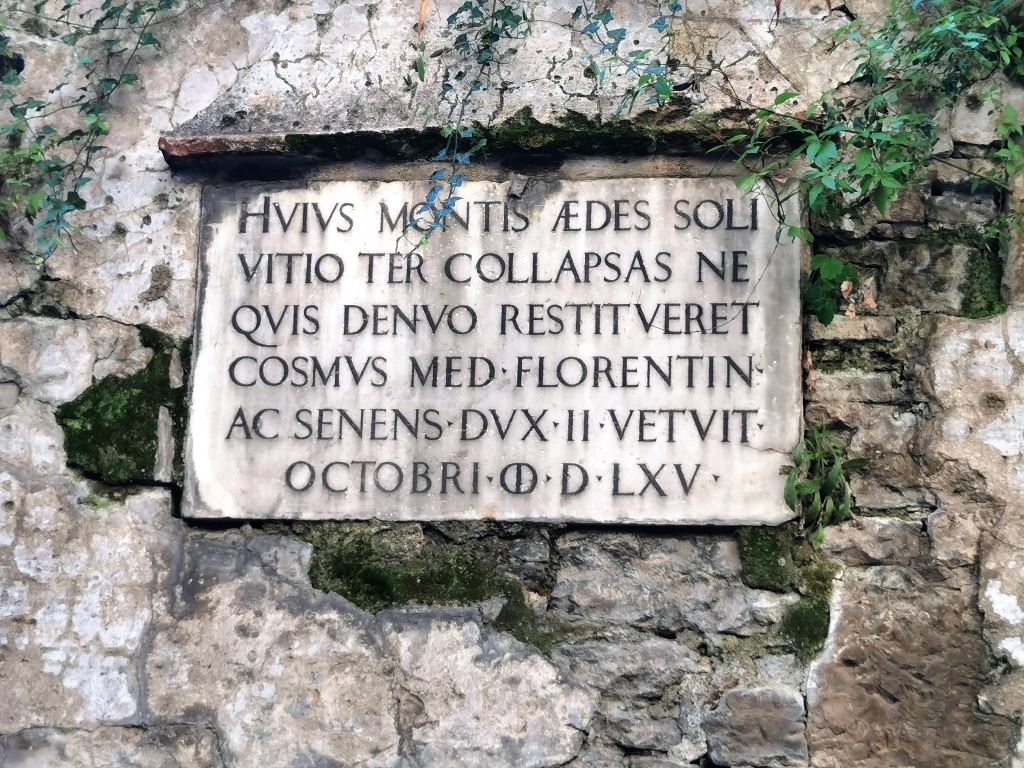 HVIVS MONTIS ÆDES SOLI
VITIO TER COLLAPSAS NE
QVIS DENVO RESTITVERET
COSMVS MED·FLORENTIN·
AC SENENS·DVX·II·VETVIT·
OCTOBRI·ↀ·D·LXV·